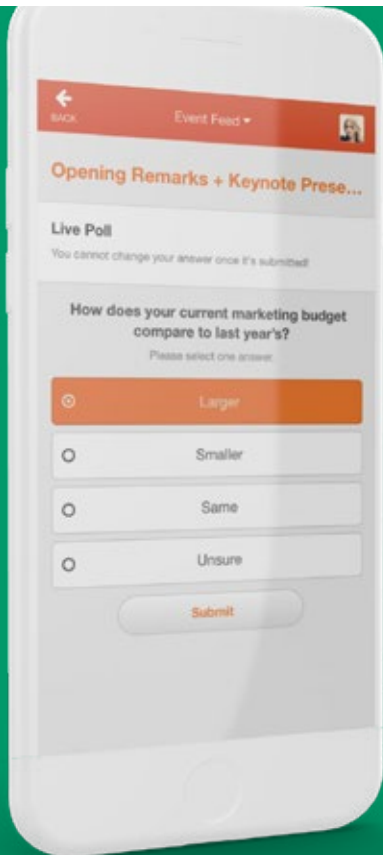 BACK
Event Feed
Opening Remarks + Keynote Prese...
Live Poll
You cannot change your answer once it's submitted!
How does your current marketing budget
compare to last year's?
Please select one answer.
Larger
Smaller
Same
Unsure
Submit